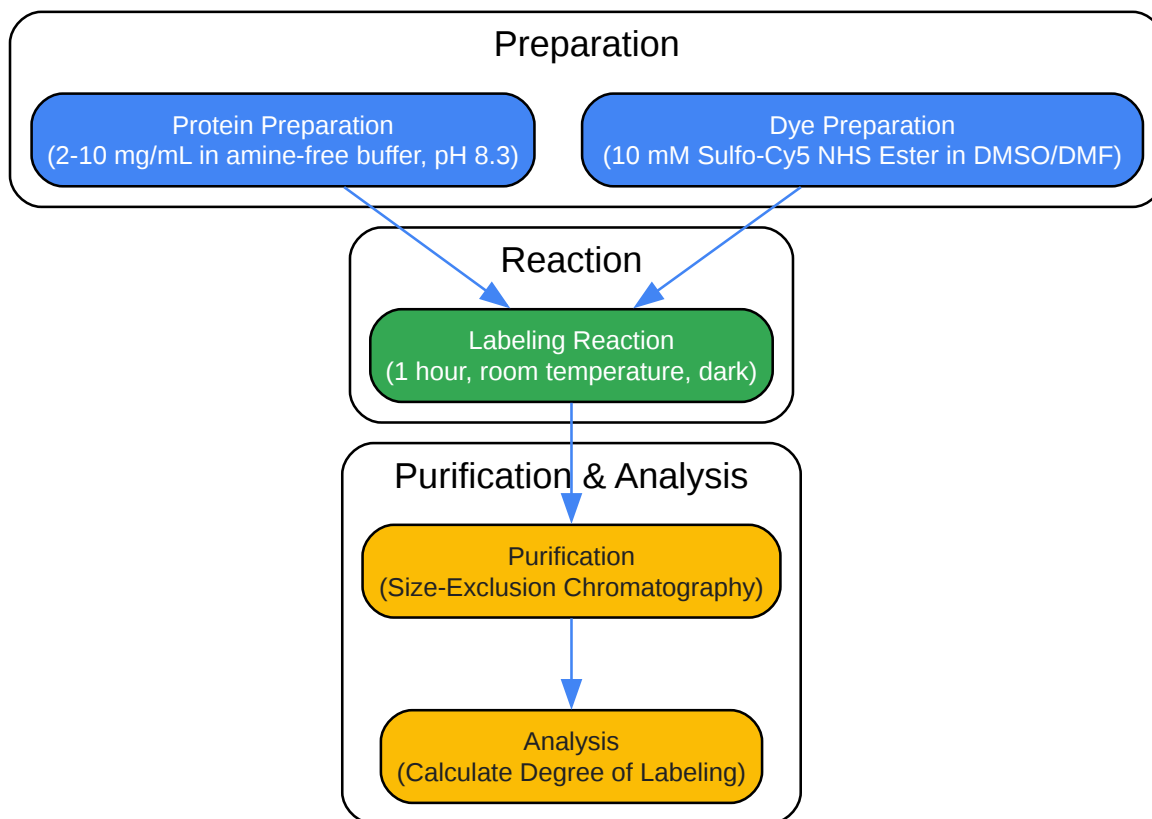 Preparation
Protein Preparation
(2-10 mg/mL in amine-free buffer, pH 8.3)
Dye Preparation
(10 mM Sulfo-Cy5 NHS Ester in DMSO/DMF)
Reaction
Labeling Reaction
(1 hour, room temperature, dark)
Purification & Analysis
Purification
(Size-Exclusion Chromatography)
Analysis
(Calculate Degree of Labeling)